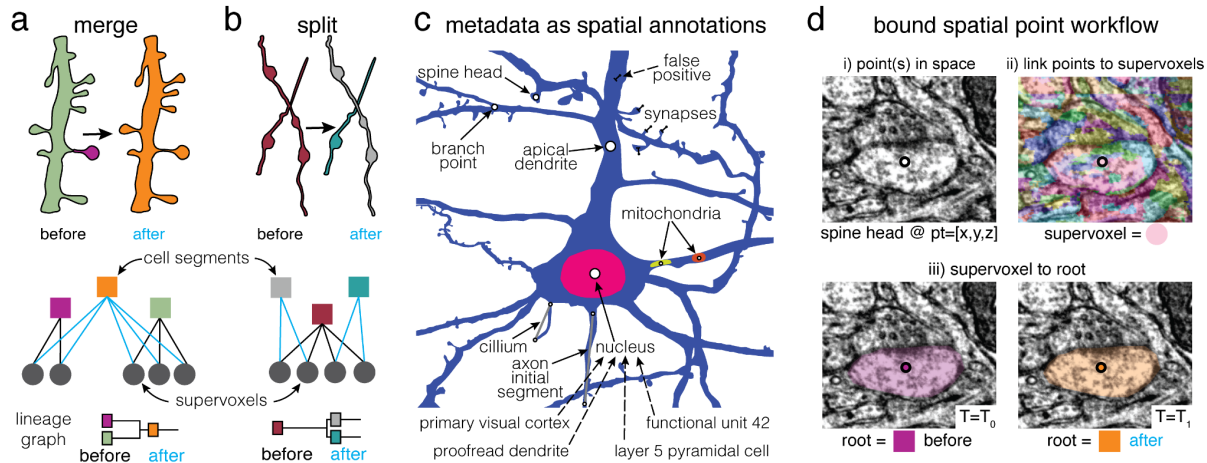 a
merge
before
after
b
split
before
after
cell segments
supervoxels
lineage
graph
before
after
before
after
c
metadata as spatial annotations
spine head
false
positive
synapses
branch
point
apical
dendrite
mitochondria
cillium
axon
initial
segment
nucleus
primary visual cortex
functional unit 42
proofread dendrite
layer 5 pyramidal cell
d
bound spatial point workflow
i) point(s) in space
ii) link points to supervoxels
spine head @ pt=[x,y,z]
supervoxel =
iii) supervoxel to root
T=T0
T=T1
root = before
root = after